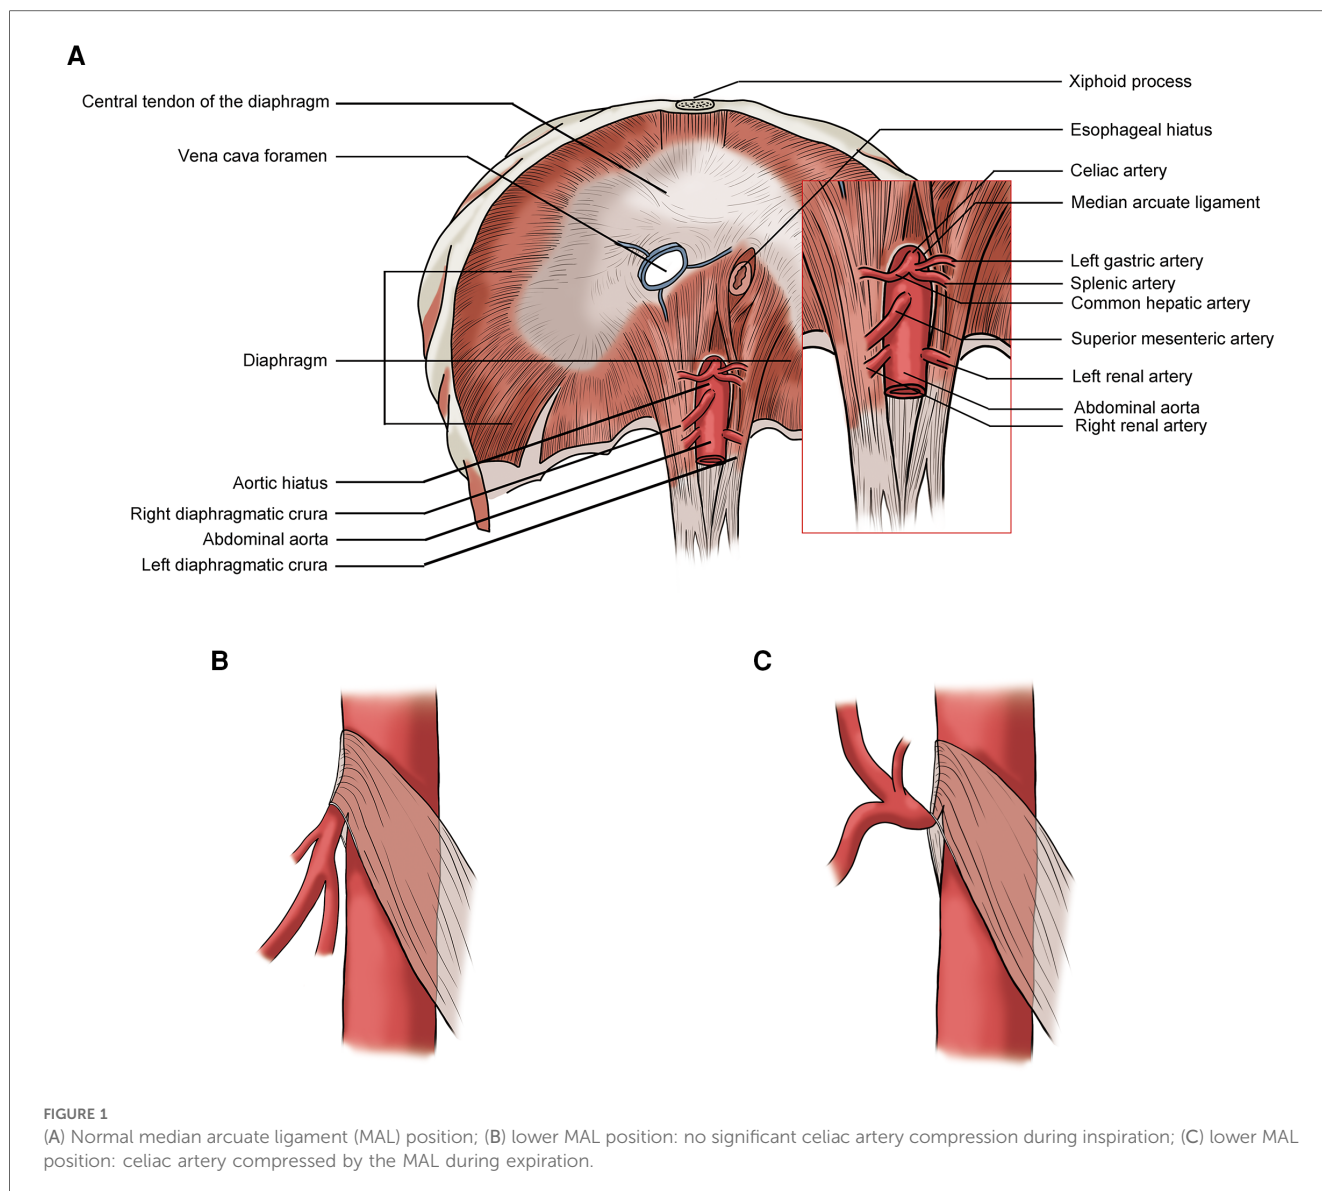 A
Central tendon of the diaphragm
Vena cava foramen
Diaphragm
Aortic hiatus
Right diaphragmatic crura
Abdominal aorta
Left diaphragmatic crura
Xiphoid process
Esophageal hiatus
Celiac artery
Median arcuate ligament
Left gastric artery
Splenic artery
Common hepatic artery
Superior mesenteric artery
Left renal artery
Abdominal aorta
Right renal artery
B
C
FIGURE 1
(A) Normal median arcuate ligament (MAL) position; (B) lower MAL position: no significant celiac artery compression during inspiration; (C) lower MAL
position: celiac artery compressed by the MAL during expiration.